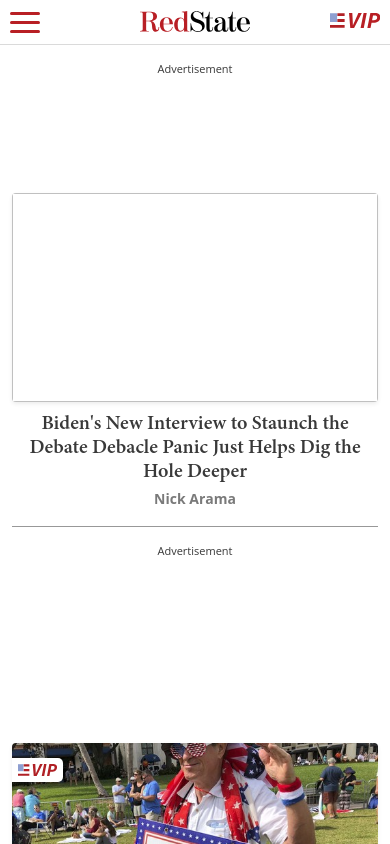 RedState
VIP
Advertisement
Biden's New Interview to Staunch the
Debate Debacle Panic Just Helps Dig the
Hole Deeper
Nick Arama
Advertisement
VIP